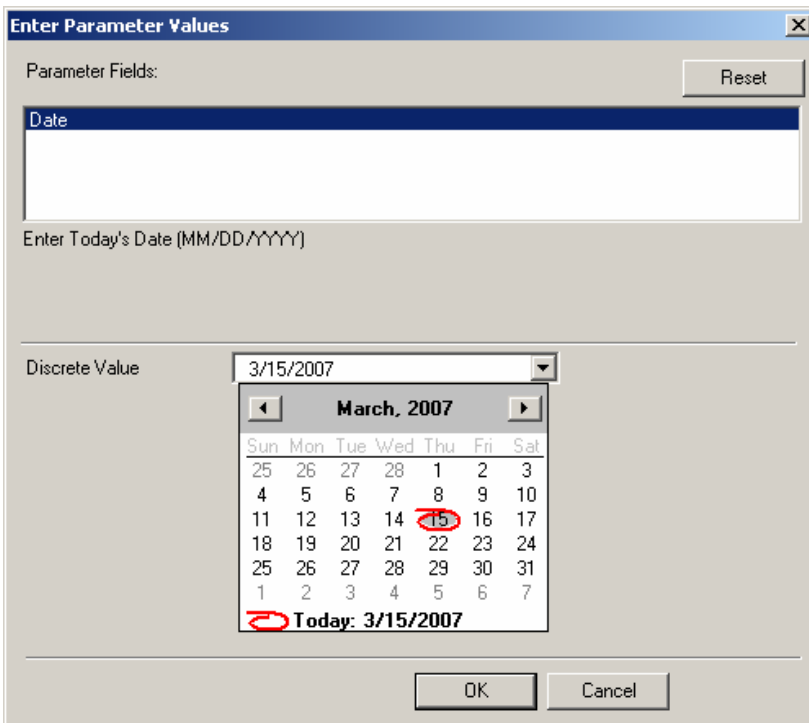 Enter Parameter Values
Parameter Fields:
Reset
Date
Enter Today's Date (MM/DD/YYYY)
Discrete Value 3/15/2007
March, 2007
Sun Mon Tue Wed Thu Fri Sat
25 26 27 28 1 2 3
4 5 6 7 8 9 10
11 12 13 14 15 16 17
18 19 20 21 22 23 24
25 26 27 28 29 30 31
1 2 3 4 5 6 7
Today: 3/15/2007
OK Cancel